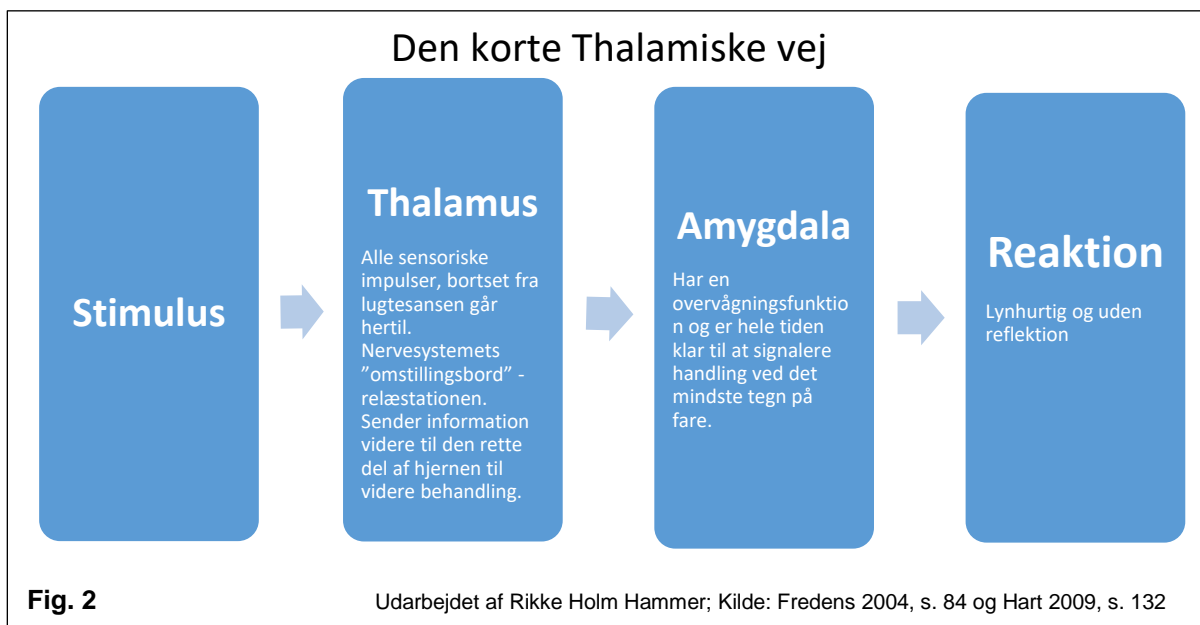 Den korte Thalamiske vej
Stimulus
Thalamus
Alle sensoriske
impulser, bortset fra
lugtesansen går
hertil.
Nervesystemets
”omstillingsbord” -
relæstationen.
Sender information
videre til den rette
del af hjernen til
videre behandling.
Amygdala
Har en
overvågningsfunktio
n og er hele tiden
klar til at signalere
handling ved det
mindste tegn på
fare.
Reaktion
Lynhurtig og uden
reflektion
Fig. 2
Udarbejdet af Rikke Holm Hammer; Kilde: Fredens 2004, s. 84 og Hart 2009, s. 132